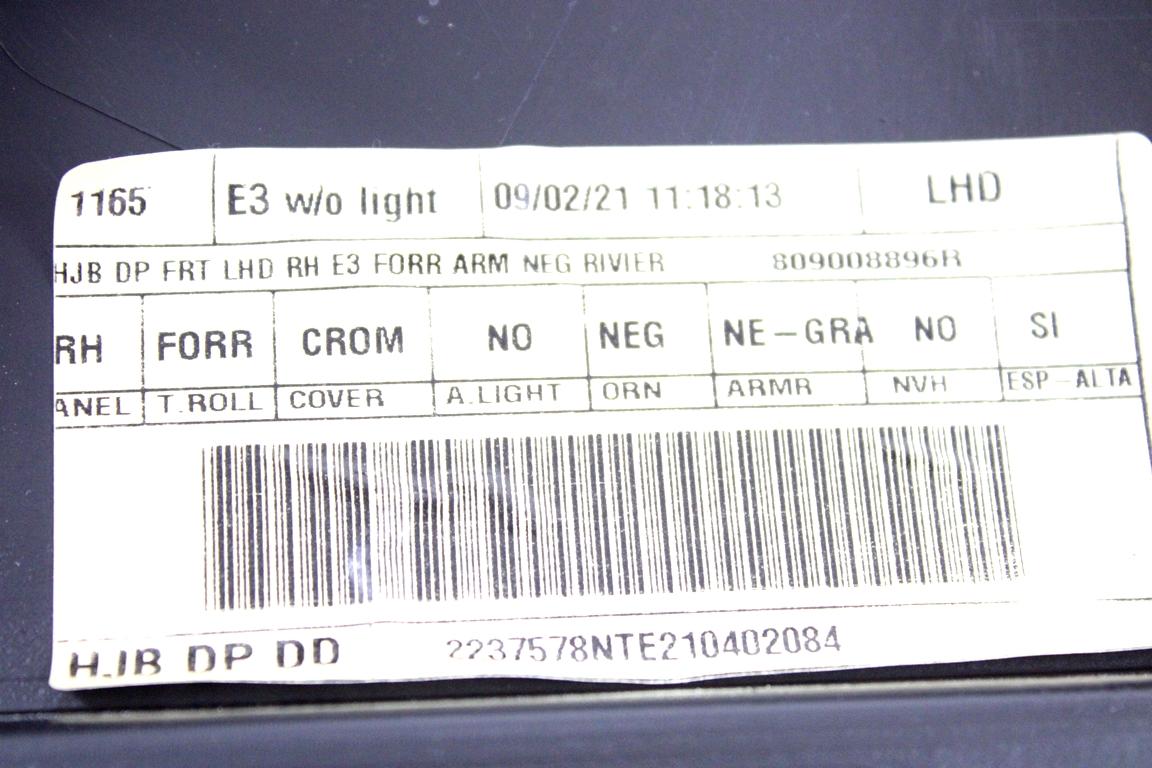 1165 E3 w/o light 09/02/21 11:18:13 LHD
HJB DP FRT LHD RH E3 FORR ARM NEG RIVIER 809008896R
RH FORR CROM NO NEG NE-GRA NO SI
ANEL T.ROLL COVER A.LIGHT ORN ARMR NVH ESP-ALTA
HJB DP DD 2237578NTE210402084